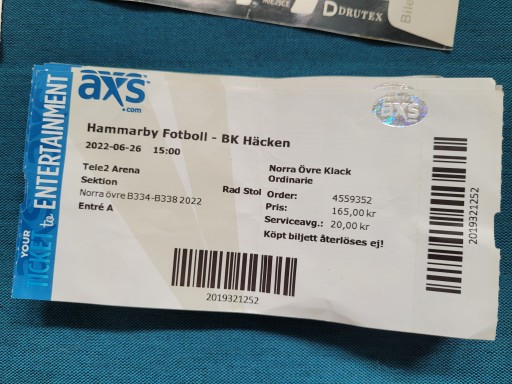 DDRUTEX
Bile
YOUR
TICKET to ENTERTAINMENT
axs
.com
axs
Hammarby Fotboll - BK Häcken
2022-06-26 15:00
Tele2 Arena
Sektion
Rad Stol
Norra övre B334-B338 2022
Entré A
Norra Övre Klack
Ordinarie
Order: 4559352
Pris: 165,00 kr
Serviceavg.: 20,00 kr
Köpt biljett återlöses ej!
2019321252
2019321252